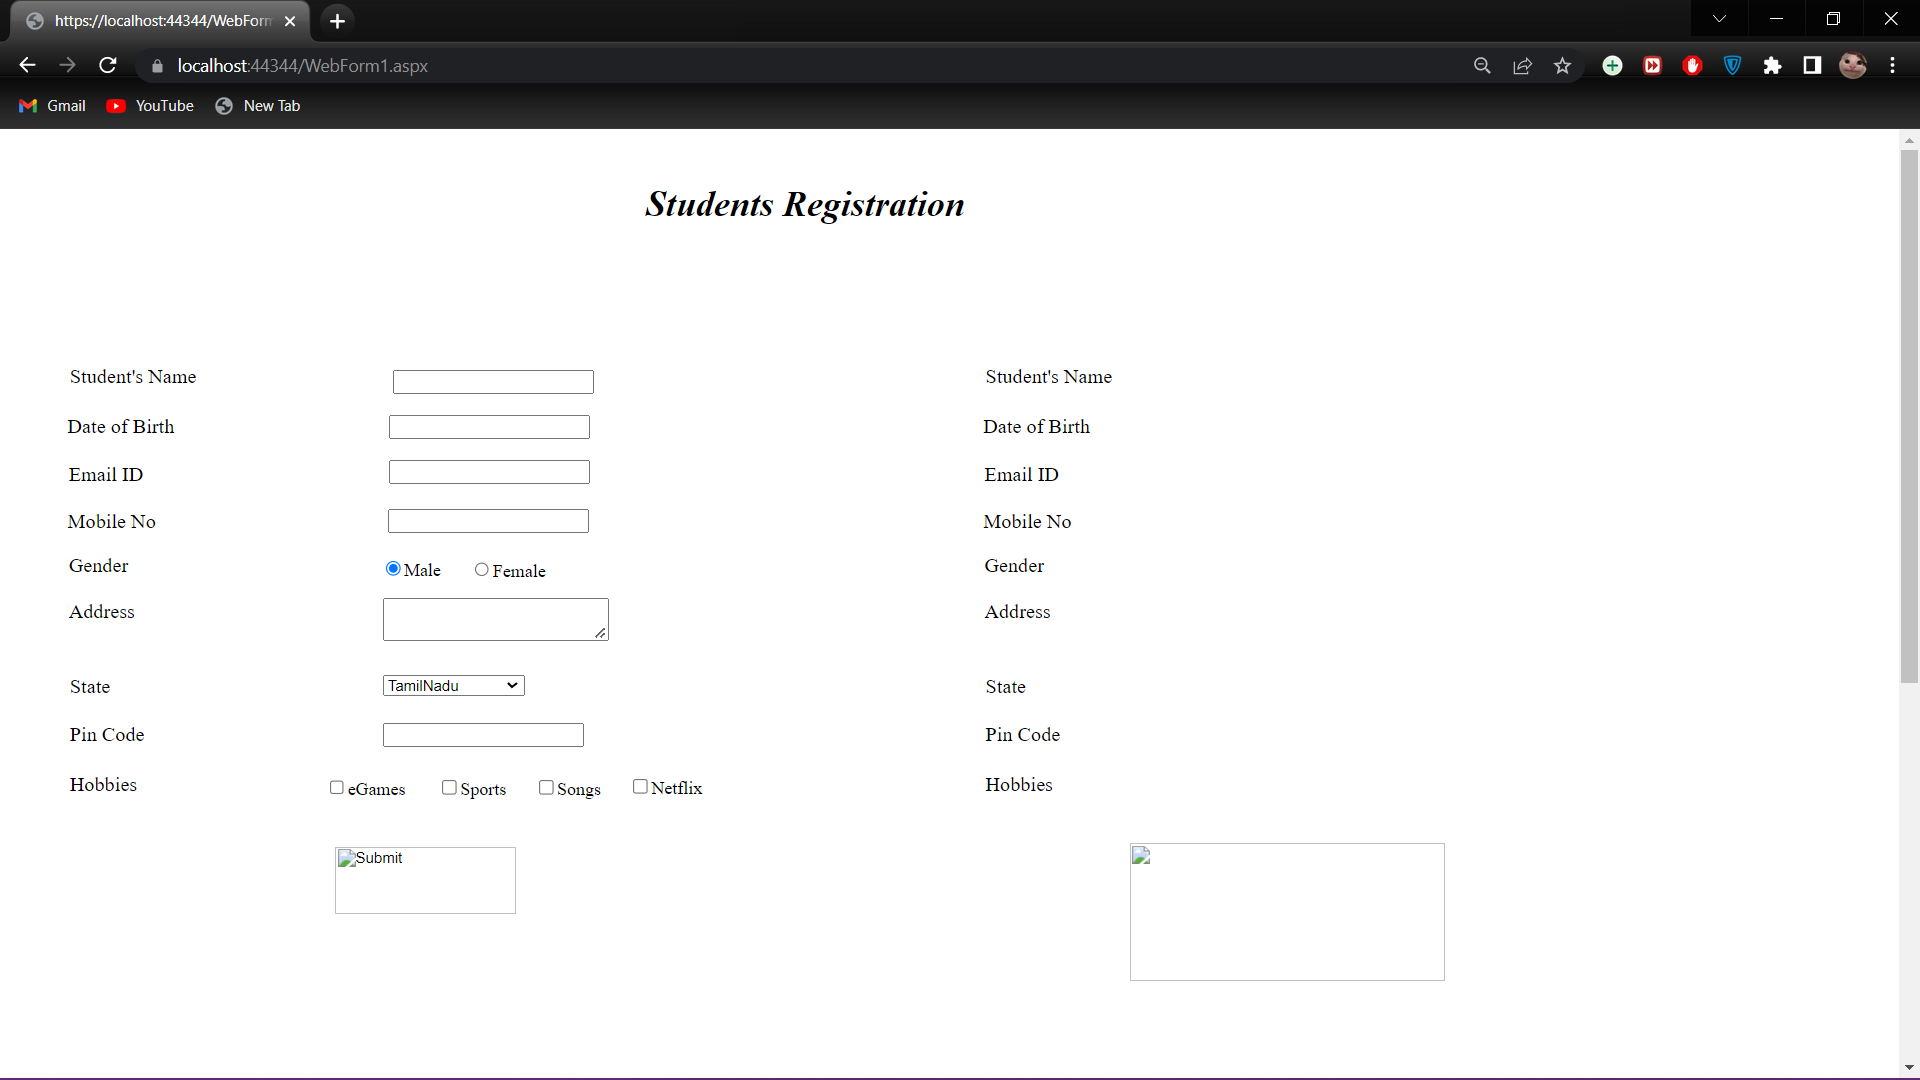 https://localhost:44344/WebForm
localhost:44344/WebForm1.aspx
Gmail YouTube New Tab
Students Registration
Student's Name Student's Name
Date of Birth Date of Birth
Email ID Email ID
Mobile No Mobile No
Gender Male Female Gender
Address Address
State TamilNadu State
Pin Code Pin Code
Hobbies eGames Sports Songs Netflix Hobbies
Submit